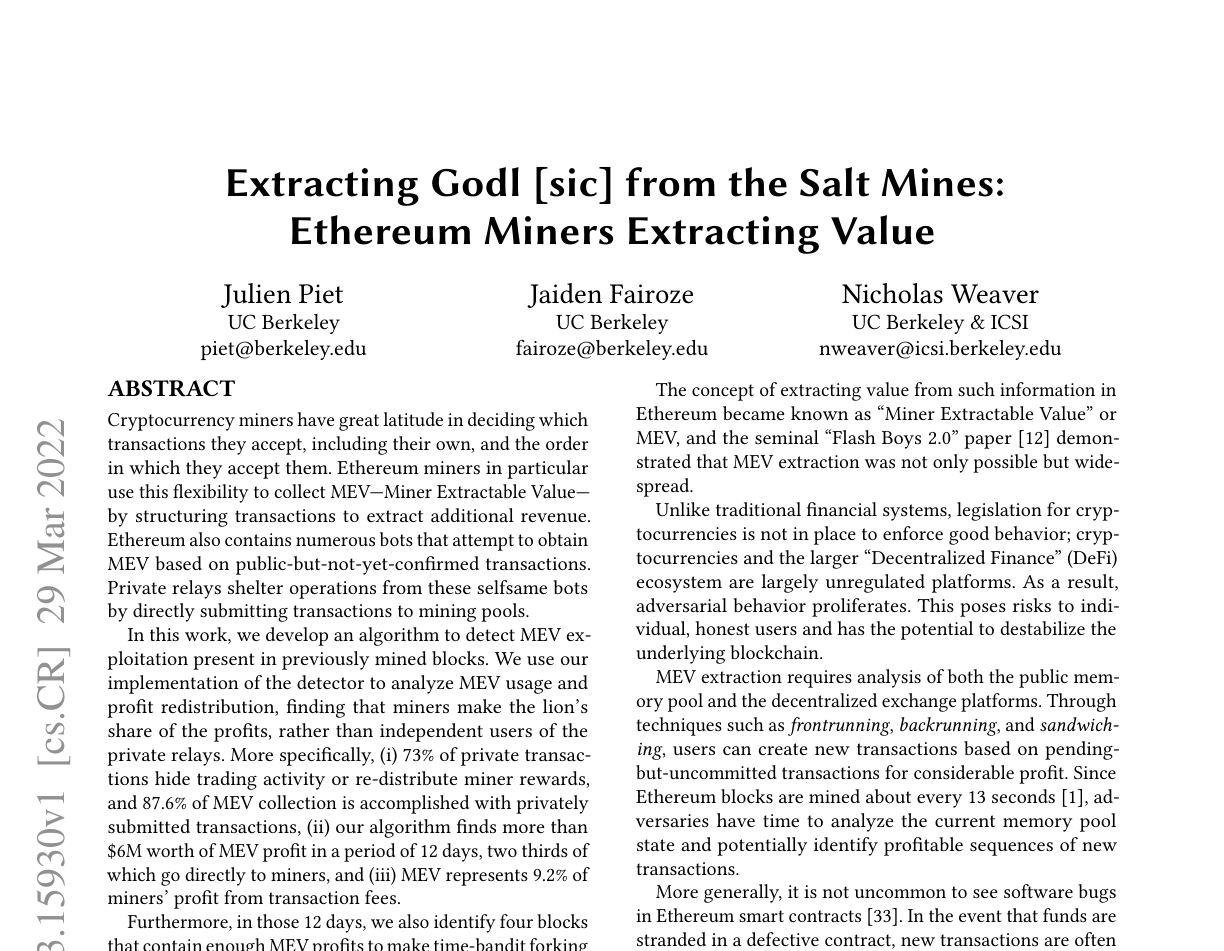 Extracting Godl [sic] from the Salt Mines:
Ethereum Miners Extracting Value
Julien Piet
UC Berkeley
piet@berkeley.edu
Jaiden Fairoze
UC Berkeley
fairoze@berkeley.edu
Nicholas Weaver
UC Berkeley & ICSI
nweaver@icsi.berkeley.edu
ABSTRACT
Cryptocurrency miners have great latitude in deciding which
transactions they accept, including their own, and the order
in which they accept them. Ethereum miners in particular
use this flexibility to collect MEV—Miner Extractable Value—
by structuring transactions to extract additional revenue.
Ethereum also contains numerous bots that attempt to obtain
MEV based on public-but-not-yet-confirmed transactions.
Private relays shelter operations from these selfsame bots
by directly submitting transactions to mining pools.
In this work, we develop an algorithm to detect MEV ex-
ploitation present in previously mined blocks. We use our
implementation of the detector to analyze MEV usage and
profit redistribution, finding that miners make the lion's
share of the profits, rather than independent users of the
private relays. More specifically, (i) 73% of private transac-
tions hide trading activity or re-distribute miner rewards,
and 87.6% of MEV collection is accomplished with privately
submitted transactions, (ii) our algorithm finds more than
$6M worth of MEV profit in a period of 12 days, two thirds of
which go directly to miners, and (iii) MEV represents 9.2% of
miners' profit from transaction fees.
Furthermore, in those 12 days, we also identify four blocks
that contain enough MEV profits to make time-bandit forking
The concept of extracting value from such information in
Ethereum became known as “Miner Extractable Value” or
MEV, and the seminal “Flash Boys 2.0” paper [12] demon-
strated that MEV extraction was not only possible but wide-
spread.
Unlike traditional financial systems, legislation for cryp-
tocurrencies is not in place to enforce good behavior; cryp-
tocurrencies and the larger “Decentralized Finance” (DeFi)
ecosystem are largely unregulated platforms. As a result,
adversarial behavior proliferates. This poses risks to indi-
vidual, honest users and has the potential to destabilize the
underlying blockchain.
MEV extraction requires analysis of both the public mem-
ory pool and the decentralized exchange platforms. Through
techniques such as frontrunning, backrunning, and sandwich-
ing, users can create new transactions based on pending-
but-uncommitted transactions for considerable profit. Since
Ethereum blocks are mined about every 13 seconds [1], ad-
versaries have time to analyze the current memory pool
state and potentially identify profitable sequences of new
transactions.
More generally, it is not uncommon to see software bugs
in Ethereum smart contracts [33]. In the event that funds are
stranded in a defective contract, new transactions are often
3.15930v1 [cs.CR] 29 Mar 2022